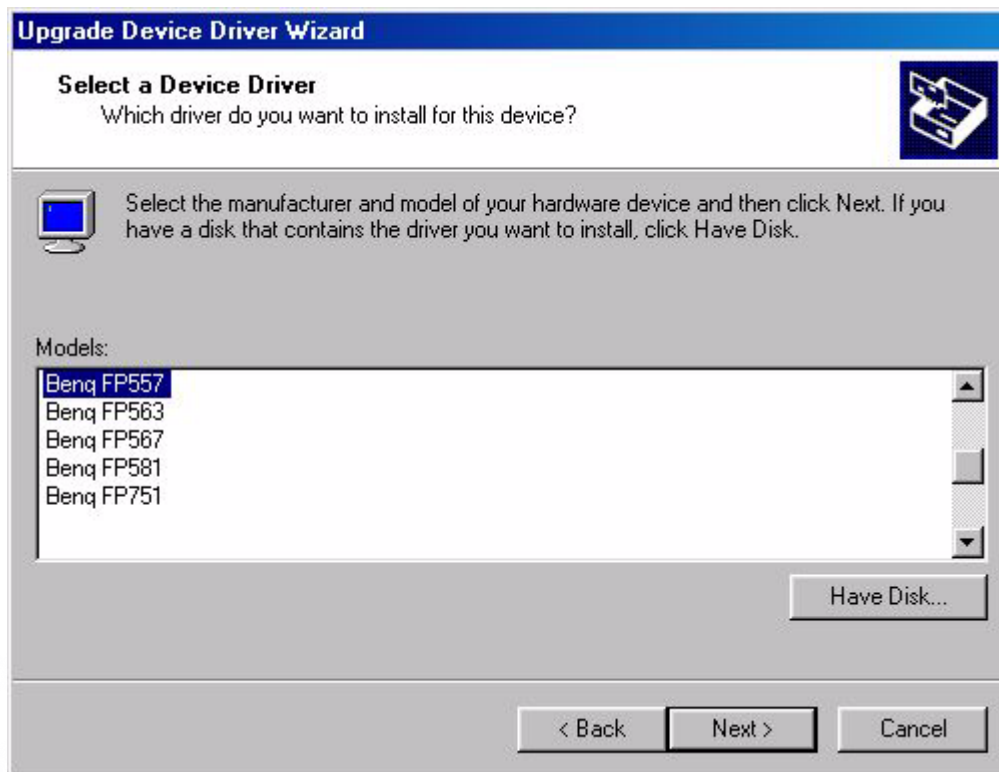 Upgrade Device Driver Wizard
Select a Device Driver
Which driver do you want to install for this device?
Select the manufacturer and model of your hardware device and then click Next. If you
have a disk that contains the driver you want to install, click Have Disk.
Models:
Benq FP557
Benq FP563
Benq FP567
Benq FP581
Benq FP751
Have Disk...
< Back
Next >
Cancel